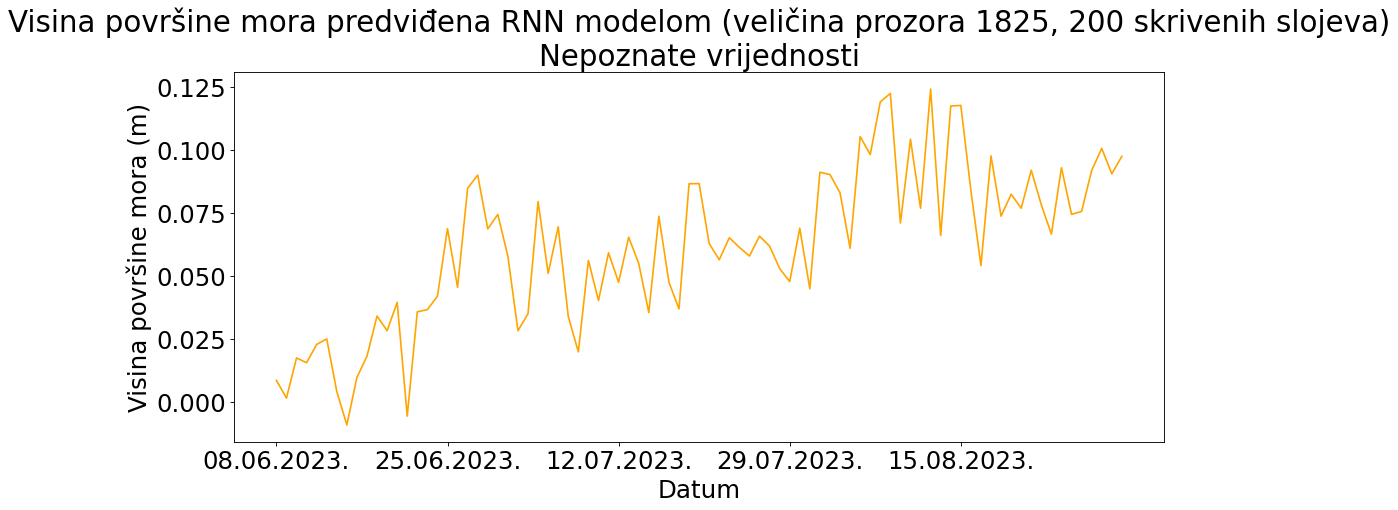 Visina površine mora predviđena RNN modelom (veličina prozora 1825, 200 skrivenih slojeva)
Nepoznate vrijednosti
Visina površine mora (m)
0.125
0.100
0.075
0.050
0.025
0.000
08.06.2023.
25.06.2023.
12.07.2023.
29.07.2023.
15.08.2023.
Datum